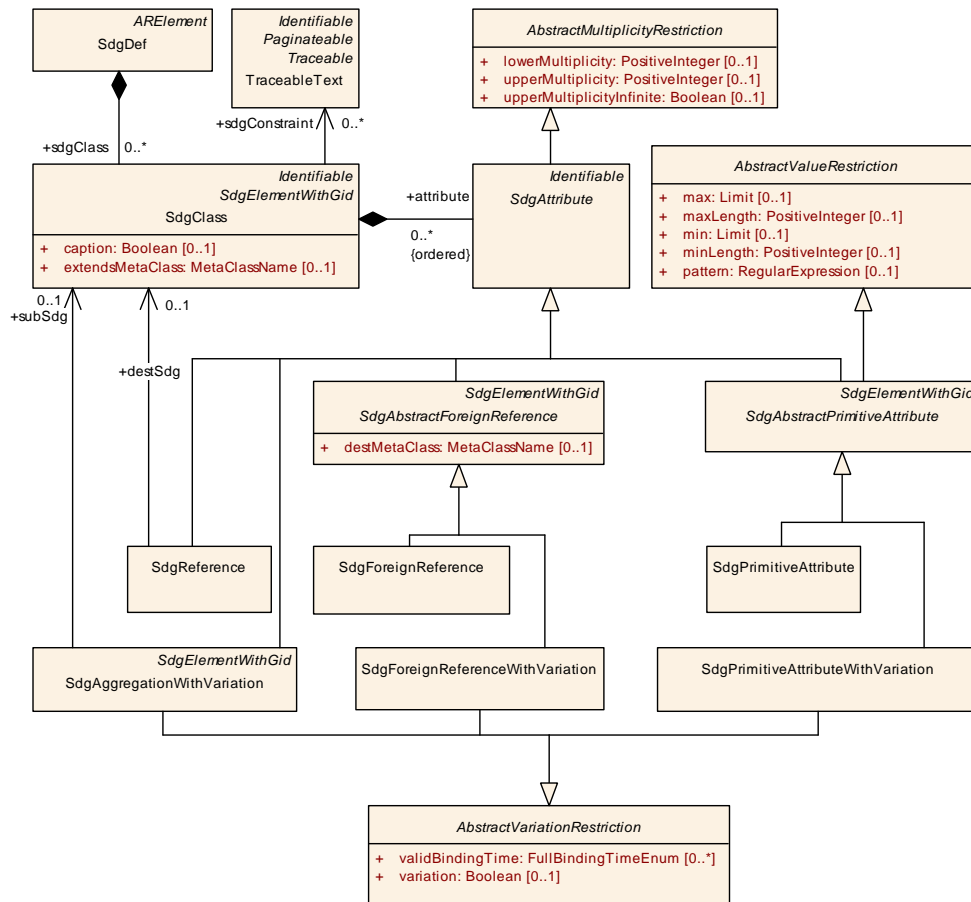 ARElement
SdgDef
Identifiable
Paginateable
Traceable
TraceableText
AbstractMultiplicityRestriction
+ lowerMultiplicity: PositiveInteger [0..1]
+ upperMultiplicity: PositiveInteger [0..1]
+ upperMultiplicityInfinite: Boolean [0..1]
+sdgConstraint
0..*
+sdgClass
0..*
Identifiable
SdgElementWithGid
SdgClass
+ caption: Boolean [0..1]
+ extendsMetaClass: MetaClassName [0..1]
+attribute
0..*
{ordered}
Identifiable
SdgAttribute
AbstractValueRestriction
+ max: Limit [0..1]
+ maxLength: PositiveInteger [0..1]
+ min: Limit [0..1]
+ minLength: PositiveInteger [0..1]
+ pattern: RegularExpression [0..1]
0..1
+subSdg
0..1
+destSdg
SdgElementWithGid
SdgAbstractForeignReference
+ destMetaClass: MetaClassName [0..1]
SdgElementWithGid
SdgAbstractPrimitiveAttribute
SdgReference
SdgForeignReference
SdgPrimitiveAttribute
SdgElementWithGid
SdgAggregationWithVariation
SdgForeignReferenceWithVariation
SdgPrimitiveAttributeWithVariation
AbstractVariationRestriction
+ validBindingTime: FullBindingTimeEnum [0..*]
+ variation: Boolean [0..1]